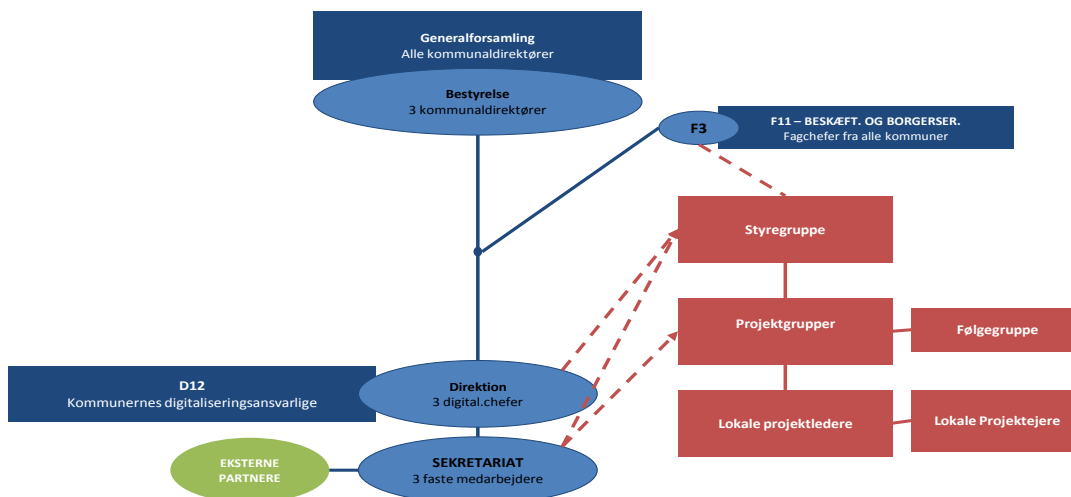 Generalforsamling
Alle kommunaldirektører
Bestyrelse
3 kommunaldirektører
F3
F11 – BESKÆFT. OG BORGERSER.
Fagchefer fra alle kommuner
Styregruppe
Projektgrupper
Følgegruppe
D12
Kommunernes digitaliseringsansvarlige
Direktion
3 digital.chefer
Lokale projektledere
Lokale Projektejere
EKSTERNE
PARTNERE
SEKRETARIAT
3 faste medarbejdere